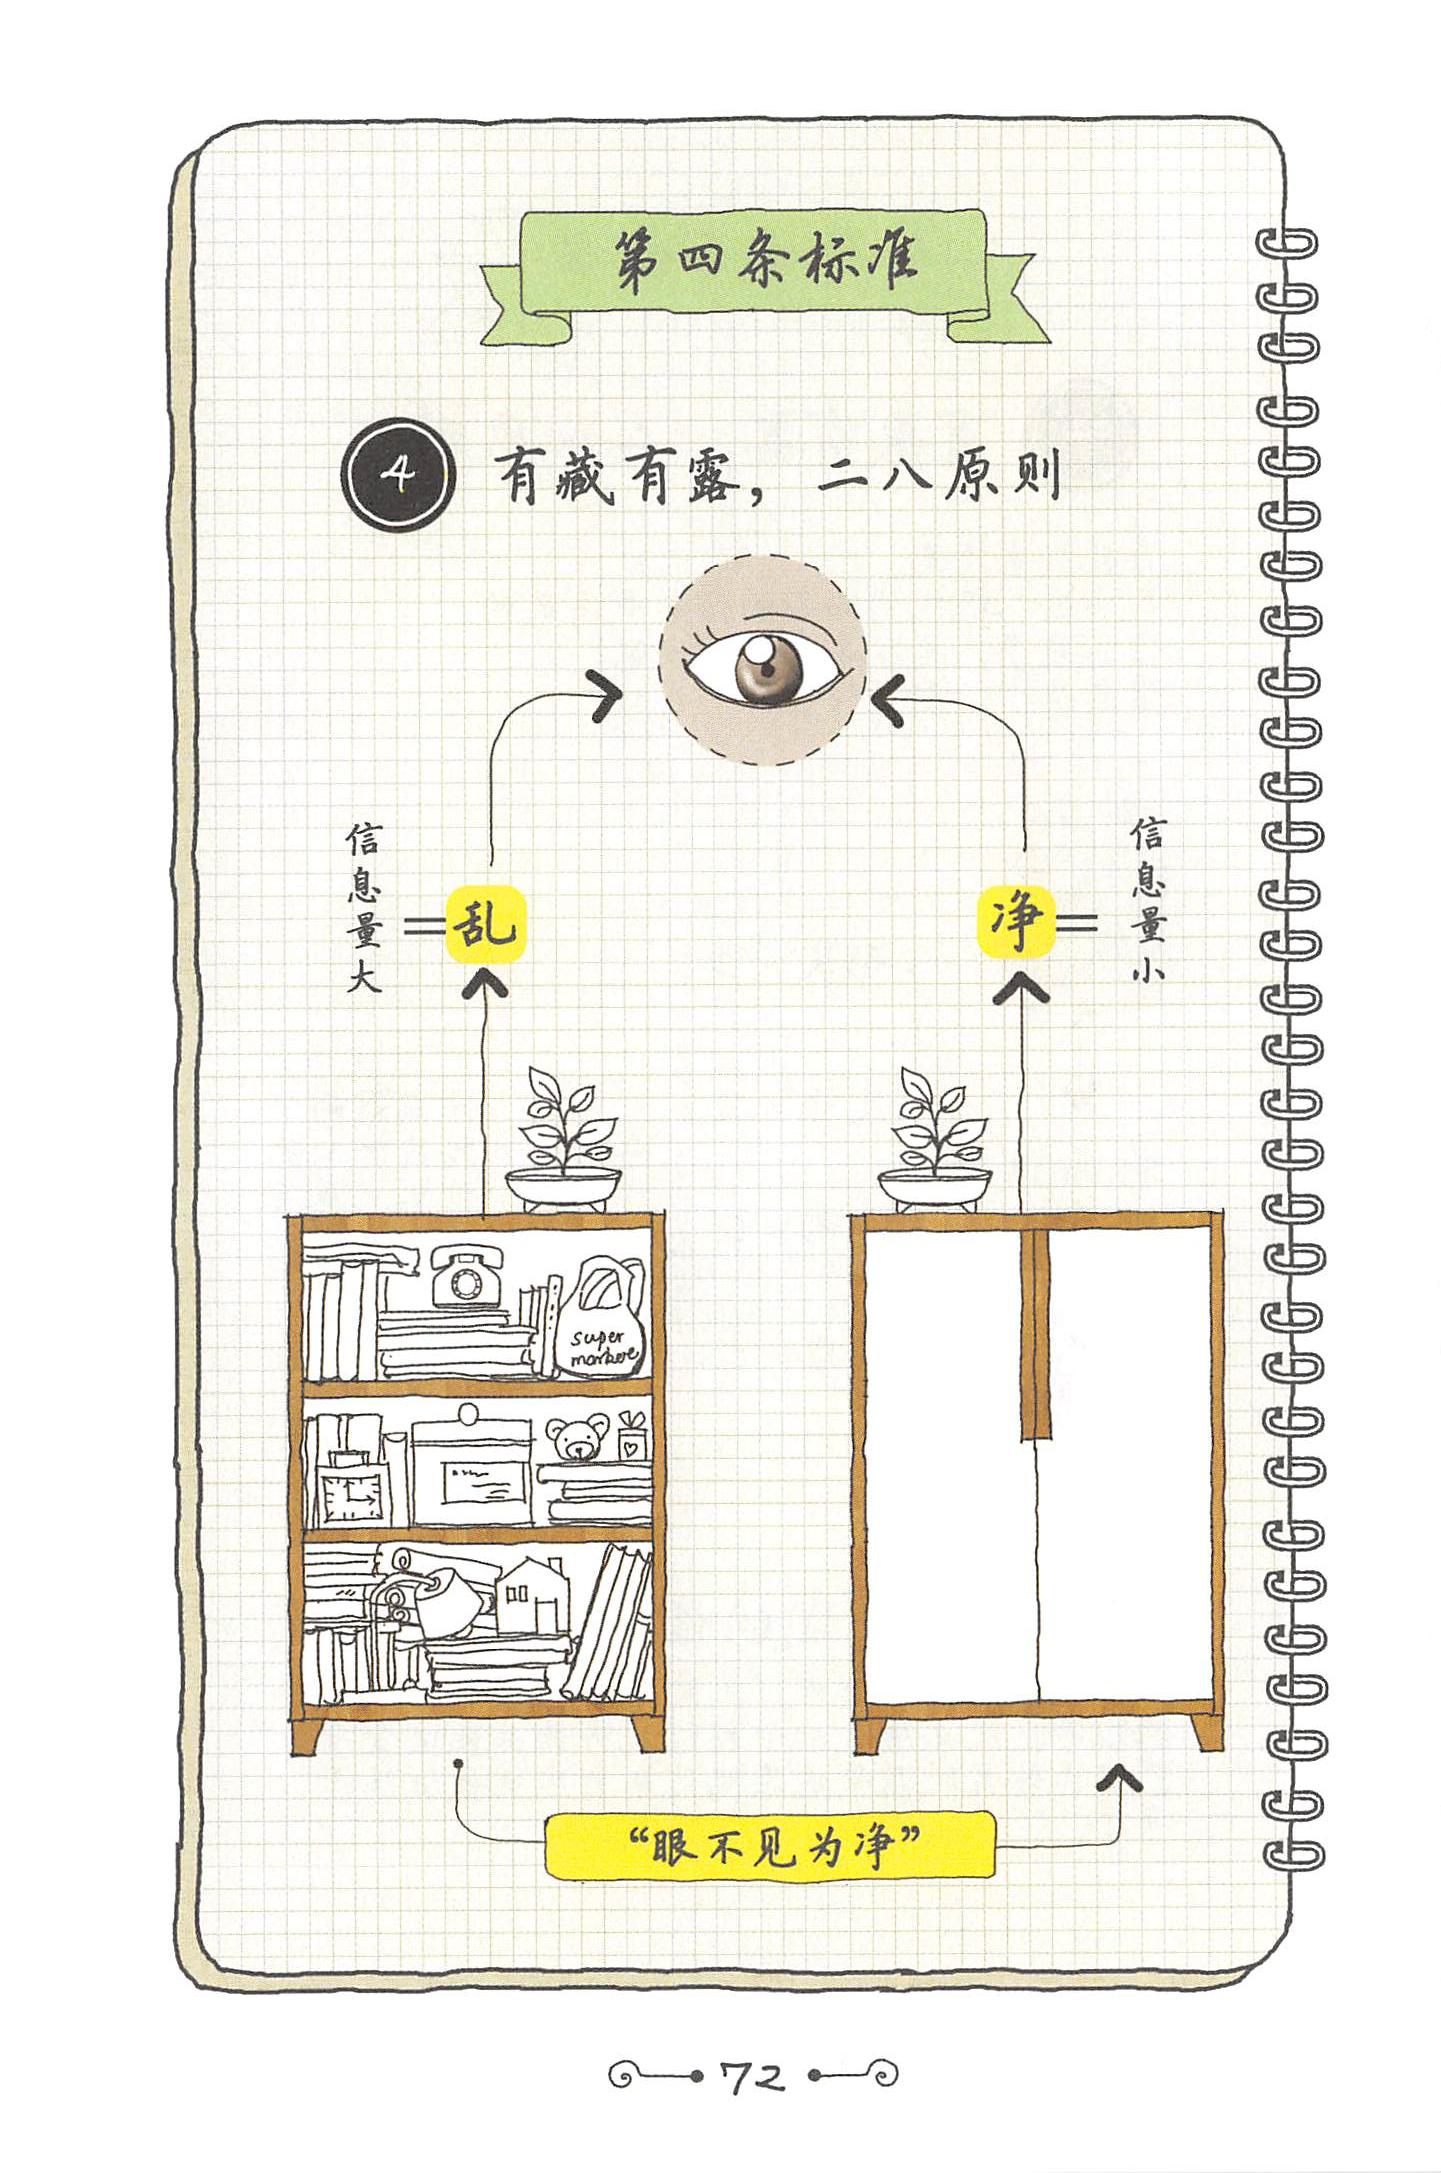 第四条标准
4 有藏有露，二八原则
信息量大
=
乱
净
=
信息量小
super
markere
“眼不见为净”
72